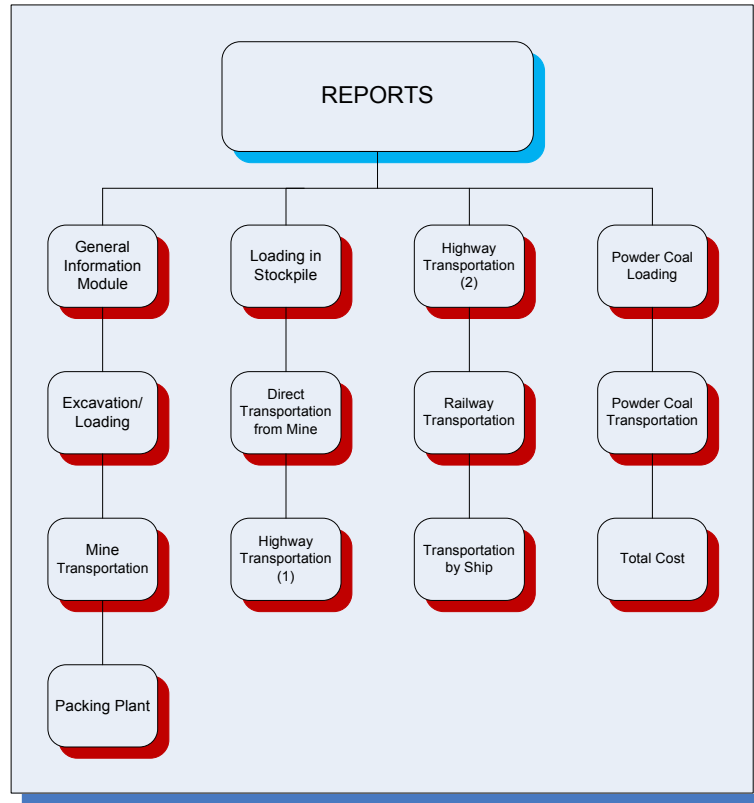 REPORTS
General
Information
Module
Loading in
Stockpile
Highway
Transportation
(2)
Powder Coal
Loading
Excavation/
Loading
Direct
Transportation
from Mine
Railway
Transportation
Powder Coal
Transportation
Mine
Transportation
Highway
Transportation
(1)
Transportation
by Ship
Total Cost
Packing Plant